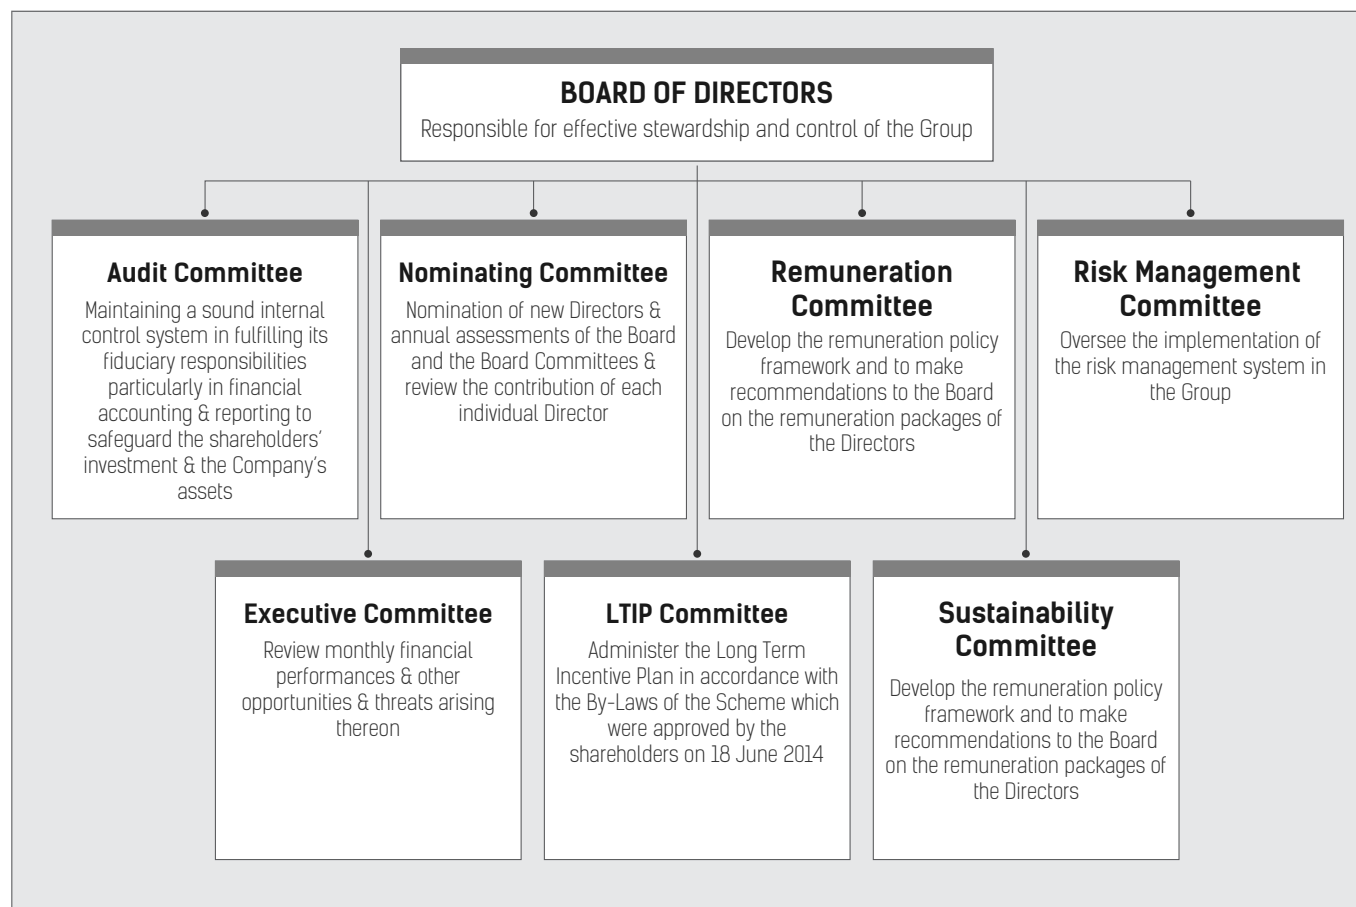 BOARD OF DIRECTORS
Responsible for effective stewardship and control of the Group
Audit Committee
Maintaining a sound internal
control system in fulfilling its
fiduciary responsibilities
particularly in financial
accounting & reporting to
safeguard the shareholders'
investment & the Company's
assets
Nominating Committee
Nomination of new Directors &
annual assessments of the Board
and the Board Committees &
review the contribution of each
individual Director
Remuneration
Committee
Develop the remuneration policy
framework and to make
recommendations to the Board
on the remuneration packages of
the Directors
Risk Management
Committee
Oversee the implementation of
the risk management system in
the Group
Executive Committee
Review monthly financial
performances & other
opportunities & threats arising
thereon
LTIP Committee
Administer the Long Term
Incentive Plan in accordance with
the By-Laws of the Scheme which
were approved by the
shareholders on 18 June 2014
Sustainability
Committee
Develop the remuneration policy
framework and to make
recommendations to the Board
on the remuneration packages of
the Directors